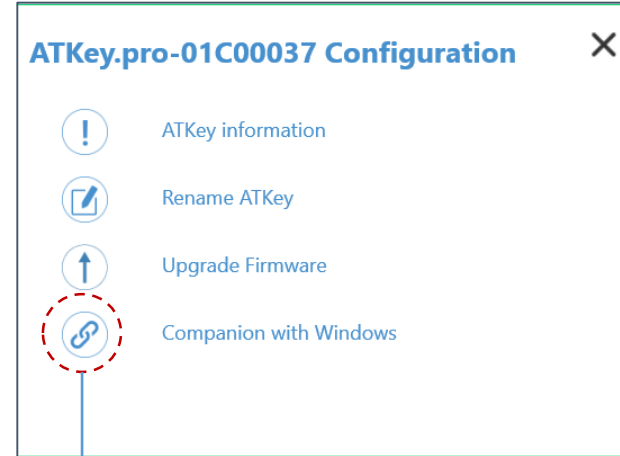 ATKey.pro-01C00037 Configuration
ATKey information
Rename ATKey
Upgrade Firmware
Companion with Windows